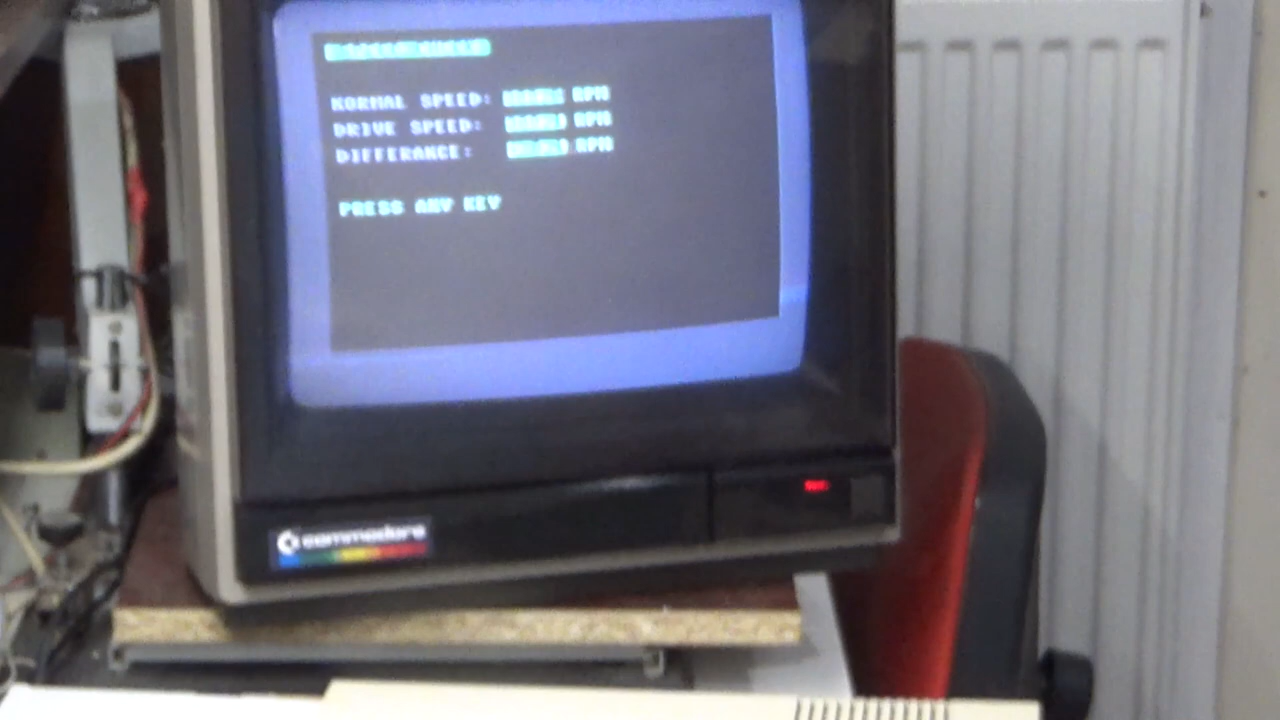 NORMAL SPEED: RPM
DRIVE SPEED: RPM
DIFFERANCE: RPM
PRESS ANY KEY
commodore